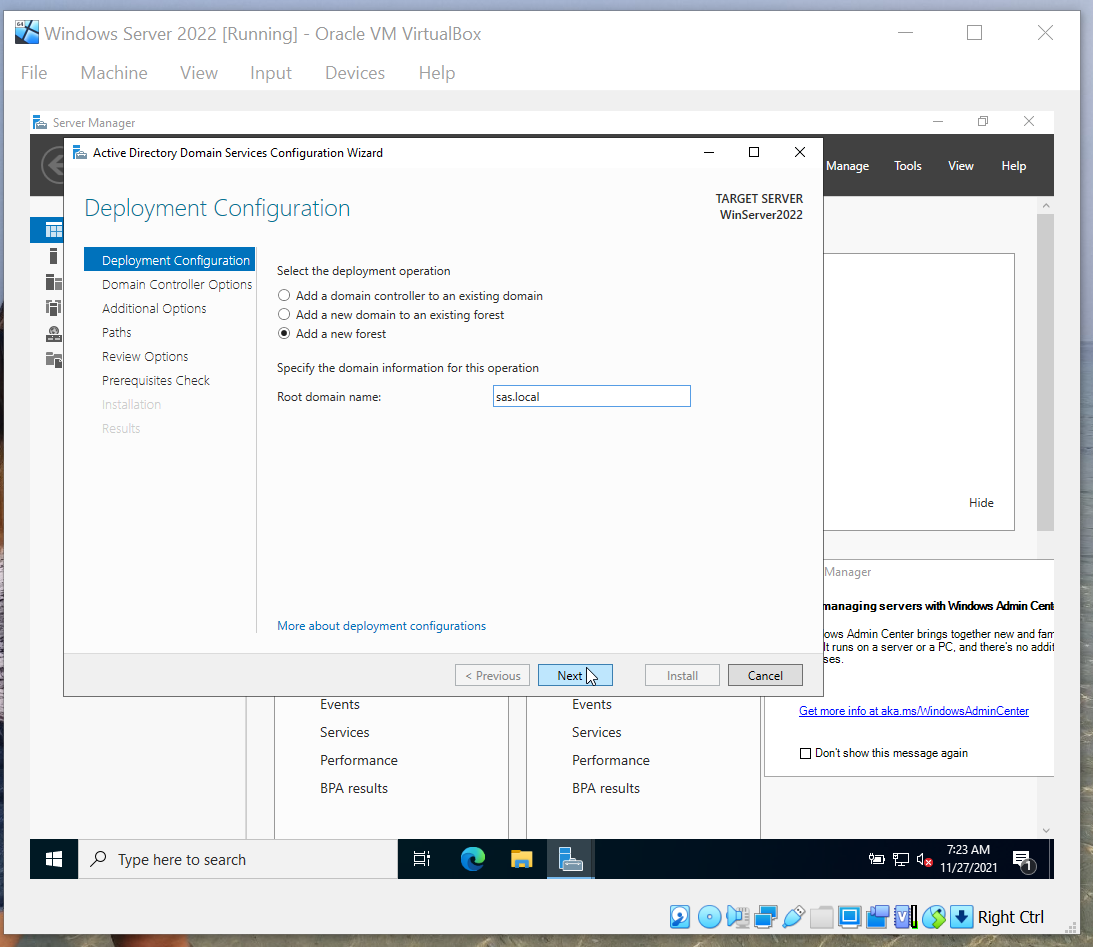 Windows Server 2022 [Running] - Oracle VM VirtualBox
File Machine View Input Devices Help
Server Manager
Active Directory Domain Services Configuration Wizard
Manage Tools View Help
Deployment Configuration
TARGET SERVER
WinServer2022
Deployment Configuration
Domain Controller Options
Additional Options
Paths
Review Options
Prerequisites Check
Installation
Results
Select the deployment operation
Add a domain controller to an existing domain
Add a new domain to an existing forest
Add a new forest
Specify the domain information for this operation
Root domain name: sas.local
More about deployment configurations
< Previous Next Install Cancel
Hide
Manager
managing servers with Windows Admin Cent
ows Admin Center brings together new and fam
It runs on a server or a PC, and there's no addit
ses.
Get more info at aka.ms/WindowsAdminCenter
Don't show this message again
Events
Services
Performance
BPA results
Events
Services
Performance
BPA results
Type here to search
7:23 AM
11/27/2021
1
Right Ctrl